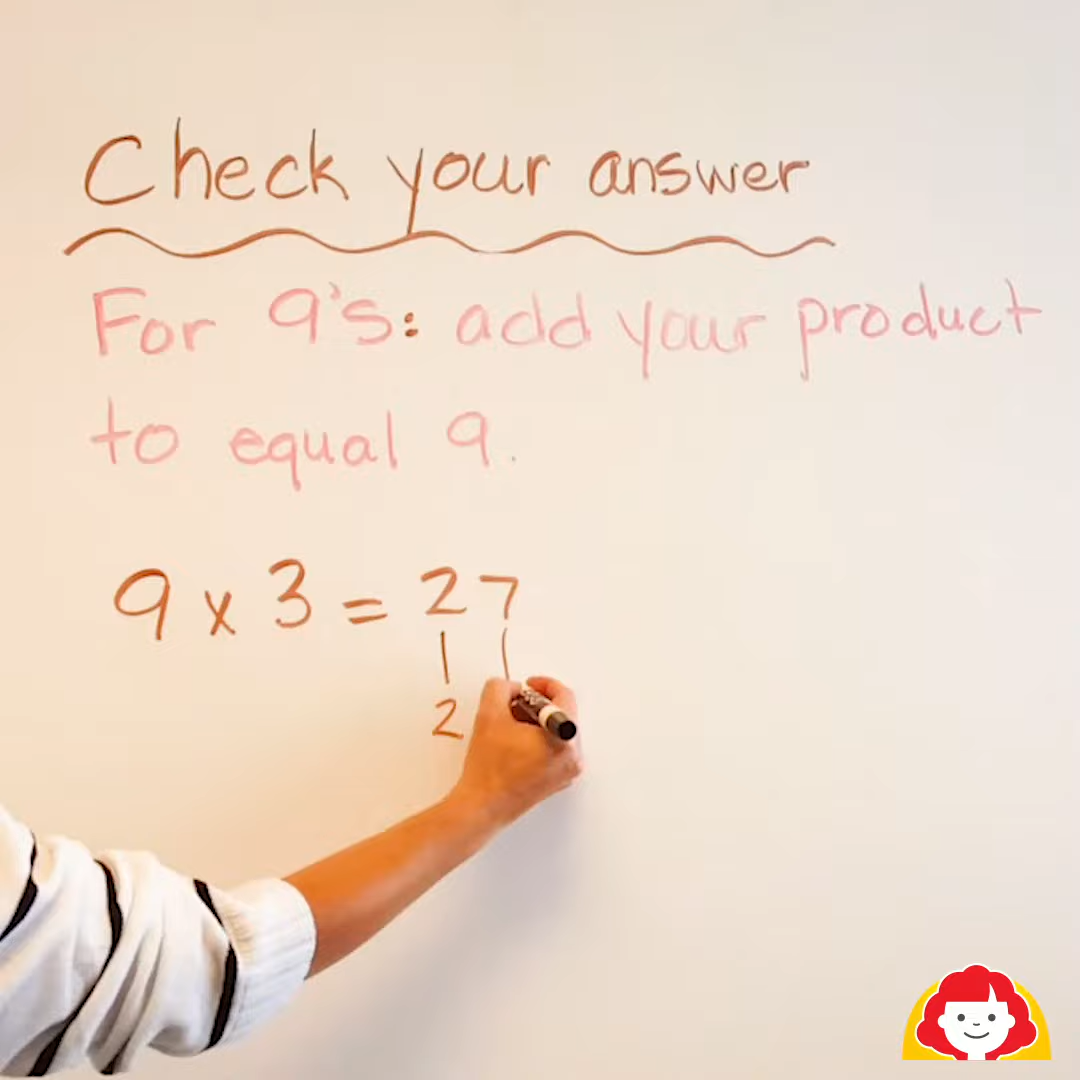 Check your answer
For 9's: add your product
to equal 9.
9 x 3 = 27
2